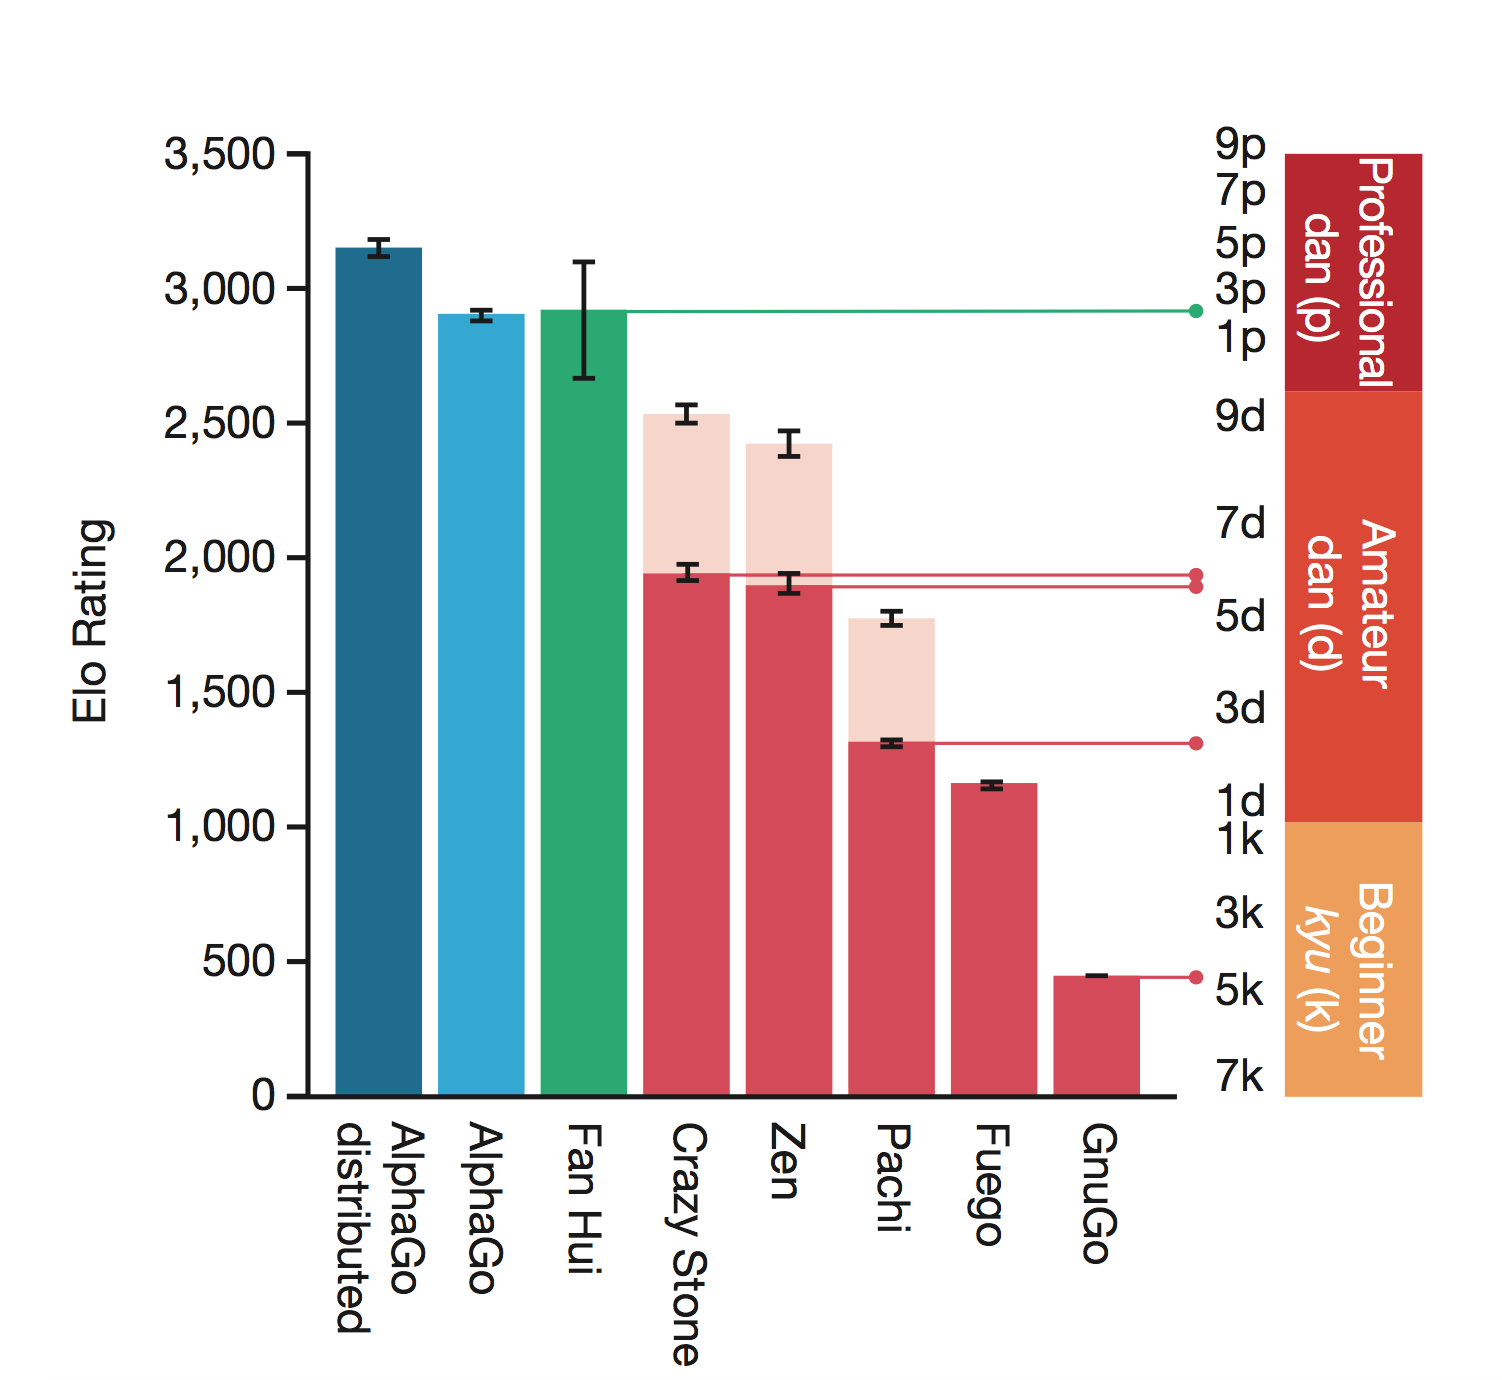 3,500
3,000
2,500
2,000
1,500
1,000
500
0
Elo Rating
AlphaGo
distributed
AlphaGo
Fan Hui
Crazy Stone
Zen
Pachi
Fuego
GnuGo
9p
7p
5p
3p
1p
9d
7d
5d
3d
1d
1k
3k
5k
7k
Professional
dan (p)
Amateur
dan (d)
Beginner
kyu (k)